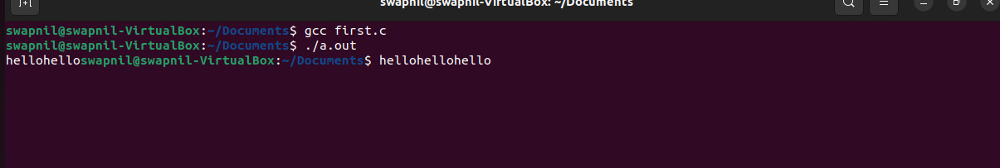 swapnil@swapnil-VirtualBox: ~/Documents
swapnil@swapnil-VirtualBox:~/Documents$ gcc first.c
swapnil@swapnil-VirtualBox:~/Documents$ ./a.out
hellohelloswapnil@swapnil-VirtualBox:~/Documents$ hellohellohello